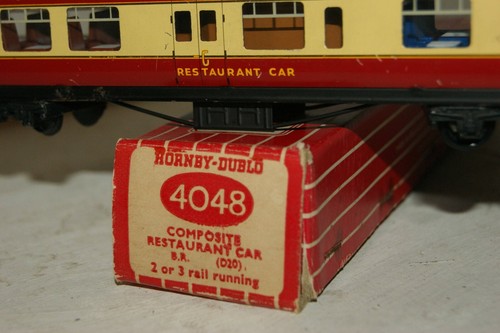 RESTAURANT CAR
HORNBY-DUBLO
4048
COMPOSITE
RESTAURANT CAR
B.R. (D20).
2 or 3 rail running